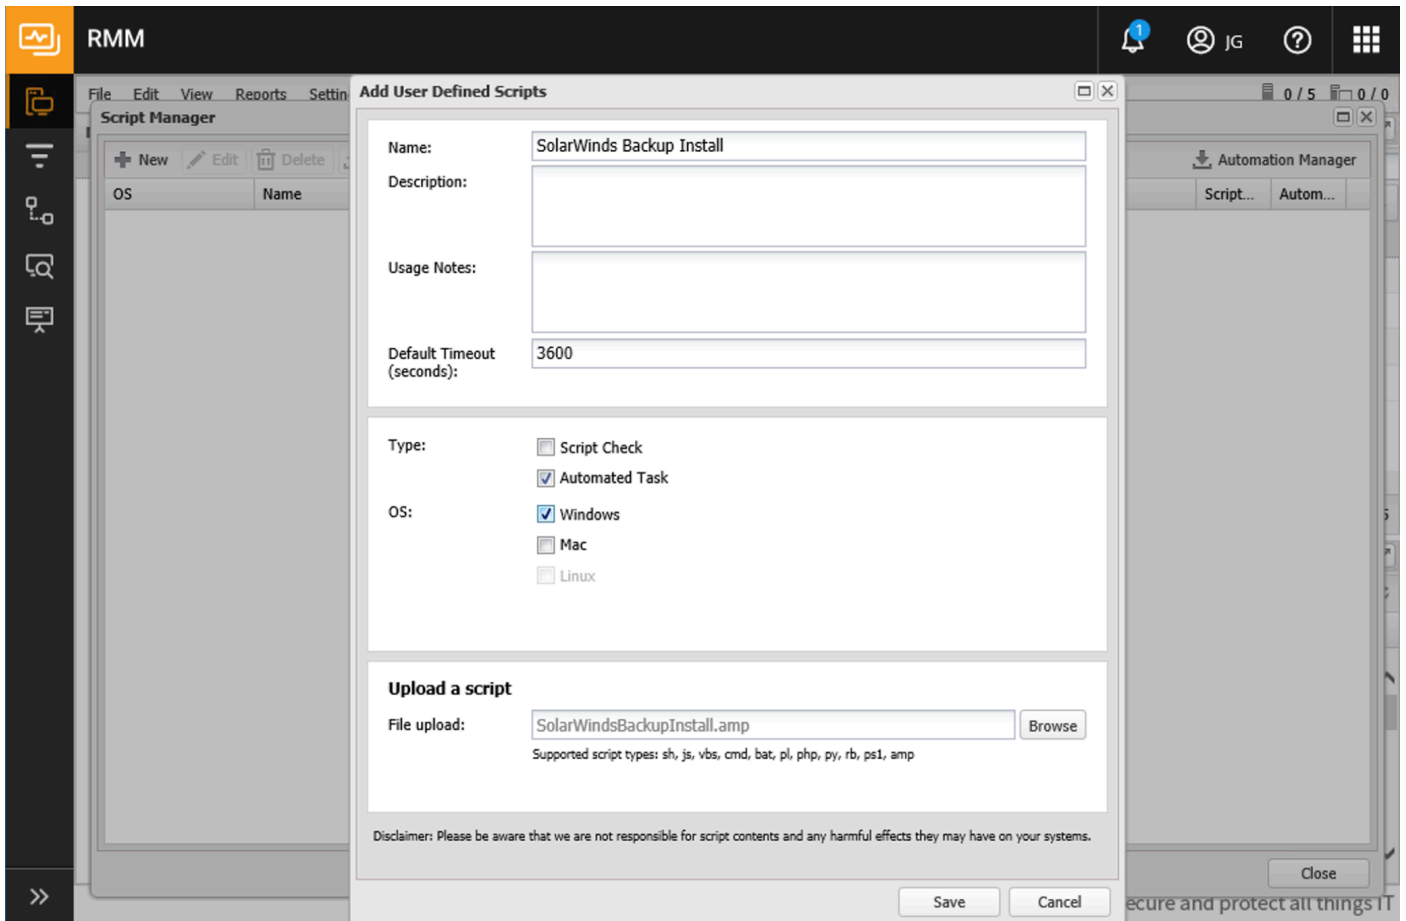 RMM
1
JG
File Edit View Reports
0 / 5 0 / 0
Script Manager
New Edit Delete
Automation Manager
OS Name Script... Autom...
Add User Defined Scripts
Name: SolarWinds Backup Install
Description:
Usage Notes:
Default Timeout 3600
(seconds):
Type: Script Check
Automated Task
OS: Windows
Mac
Linux
Upload a script
File upload: SolarWindsBackupInstall.amp Browse
Supported script types: sh, js, vbs, cmd, bat, pl, php, py, rb, ps1, amp
Disclaimer: Please be aware that we are not responsible for script contents and any harmful effects they may have on your systems.
Close
Save Cancel
ecure and protect all things IT